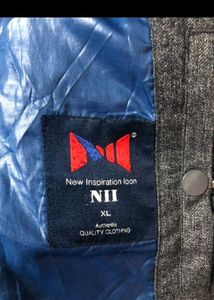 New Inspiration Icon
NII
XL
Authentic
QUALITY CLOTHING